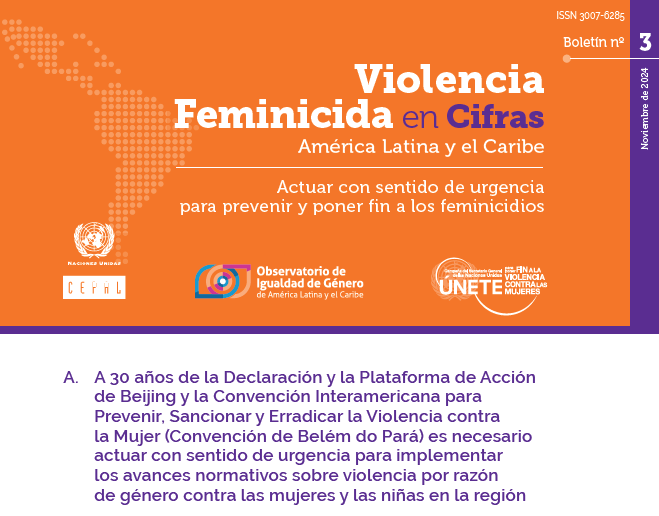 ISSN 3007-6285
Boletín nº 3
Noviembre de 2024
Violencia
Feminicida en Cifras
América Latina y el Caribe
Actuar con sentido de urgencia
para prevenir y poner fin a los feminicidios
NACIONES UNIDAS
CEPAL
Observatorio de
Igualdad de Género
de América Latina y el Caribe
Campaña del Secretario General
de las Naciones Unidas
ÚNETE
FIN A LA
VIOLENCIA
CONTRA LAS
MUJERES
A. A 30 años de la Declaración y la Plataforma de Acción
de Beijing y la Convención Interamericana para
Prevenir, Sancionar y Erradicar la Violencia contra
la Mujer (Convención de Belém do Pará) es necesario
actuar con sentido de urgencia para implementar
los avances normativos sobre violencia por razón
de género contra las mujeres y las niñas en la región